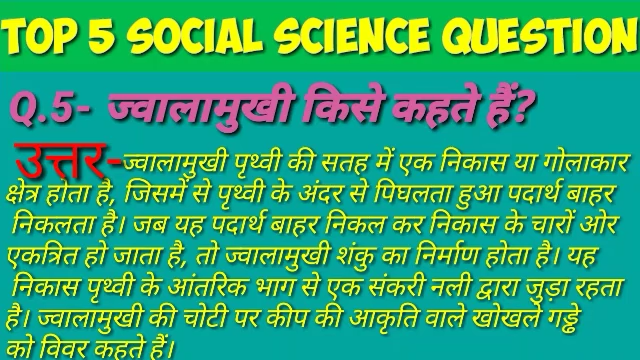 TOP 5 SOCIAL SCIENCE QUESTION
Q.5- ज्वालामुखी किसे कहते हैं?
उत्तर-ज्वालामुखी पृथ्वी की सतह में एक निकास या गोलाकार
क्षेत्र होता है, जिसमें से पृथ्वी के अंदर से पिघलता हुआ पदार्थ बाहर
निकलता है। जब यह पदार्थ बाहर निकल कर निकास के चारों ओर
एकत्रित हो जाता है, तो ज्वालामुखी शंकु का निर्माण होता है। यह
निकास पृथ्वी के आंतरिक भाग से एक संकरी नली द्वारा जुड़ा रहता
है। ज्वालामुखी की चोटी पर कीप की आकृति वाले खोखले गड्ढे
को विवर कहते हैं।